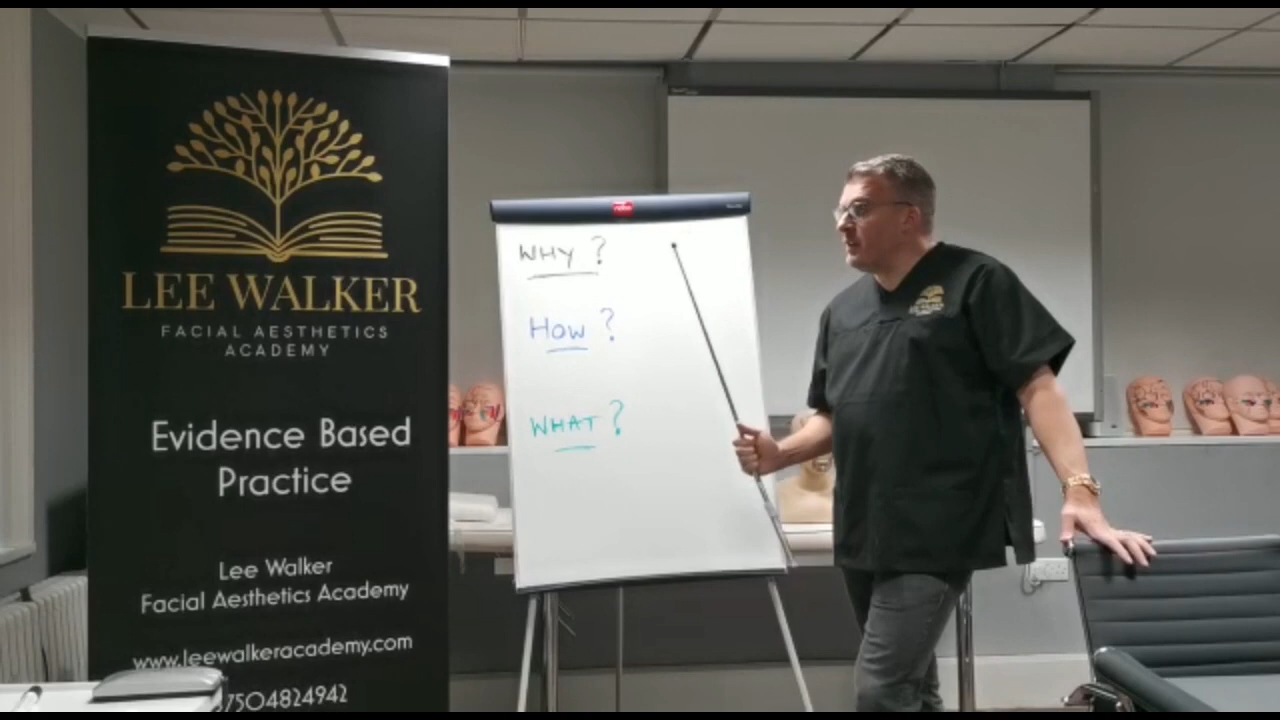 LEE WALKER
FACIAL AESTHETICS
ACADEMY
Evidence Based
Practice
Lee Walker
Facial Aesthetics Academy
www.leewalkeracademy.com
7504824942
WHY?
HOW?
WHAT?